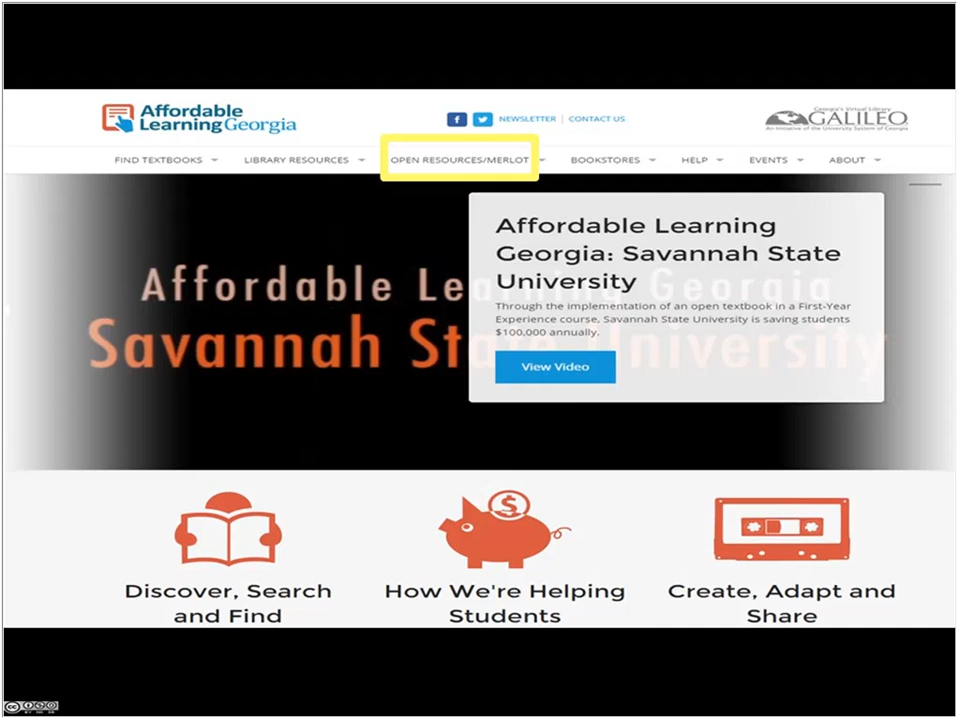 Affordable
Learning Georgia
NEWSLETTER | CONTACT US
Georgia's Virtual Library
GALILEO
An Initiative of the University System of Georgia
FIND TEXTBOOKS
LIBRARY RESOURCES
OPEN RESOURCES/MERLOT
BOOKSTORES
HELP
EVENTS
ABOUT
Affordable Learning Georgia
Savannah State University
Affordable Learning
Georgia: Savannah State
University
Through the implementation of an open textbook in a First-Year
Experience course, Savannah State University is saving students
$100,000 annually.
View Video
Discover, Search
and Find
How We're Helping
Students
Create, Adapt and
Share